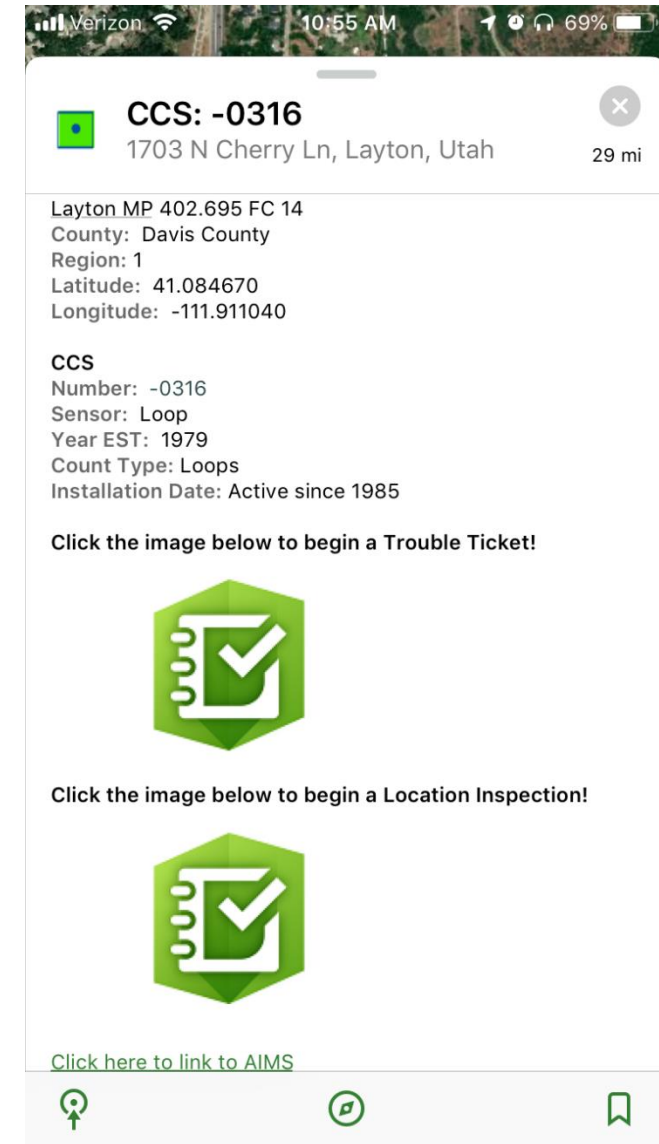 Verizon 10:55 AM 69%
CCS: -0316
1703 N Cherry Ln, Layton, Utah
29 mi
Layton MP 402.695 FC 14
County: Davis County
Region: 1
Latitude: 41.084670
Longitude: -111.911040
CCS
Number: -0316
Sensor: Loop
Year EST: 1979
Count Type: Loops
Installation Date: Active since 1985
Click the image below to begin a Trouble Ticket!
Click the image below to begin a Location Inspection!
Click here to link to AIMS